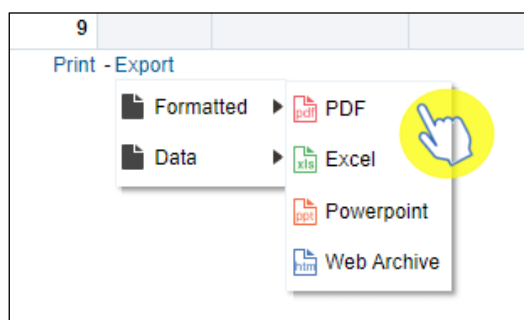 9
Print - Export
Formatted
pdf PDF
Data
xls Excel
ppt Powerpoint
htm Web Archive